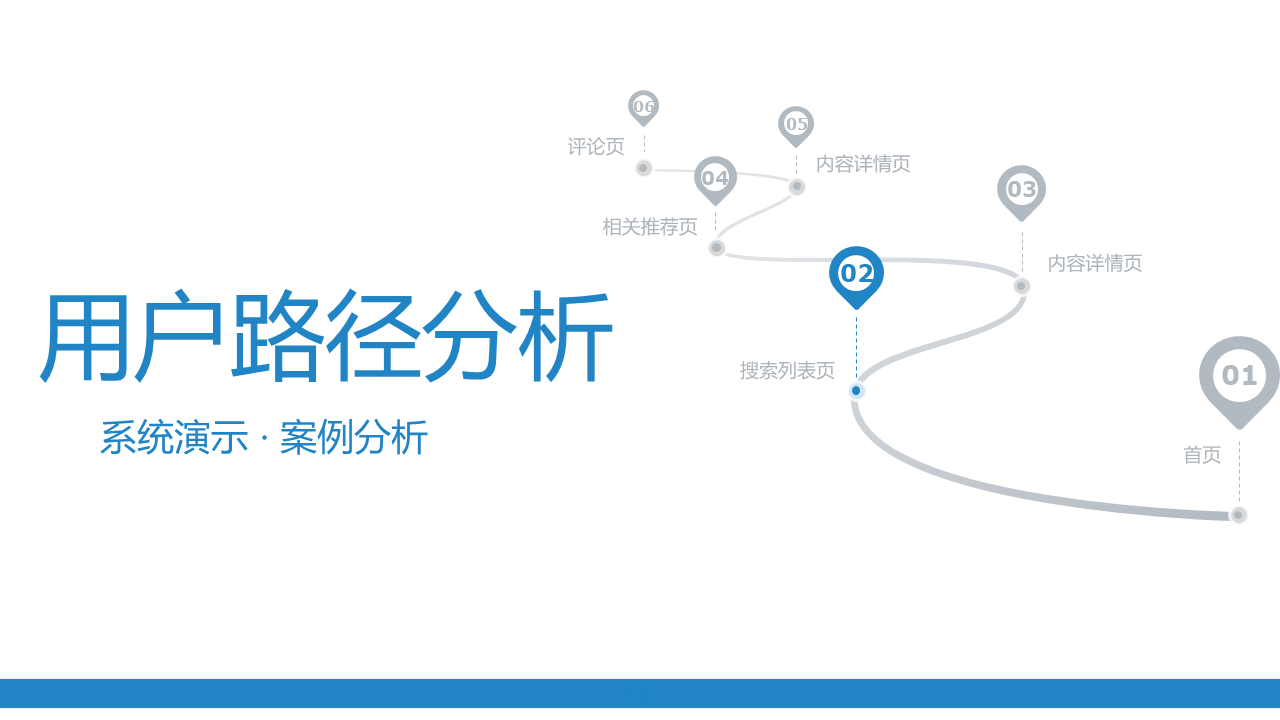 用户路径分析
系统演示 · 案例分析
06
评论页
05
内容详情页
04
相关推荐页
03
内容详情页
02
搜索列表页
01
首页